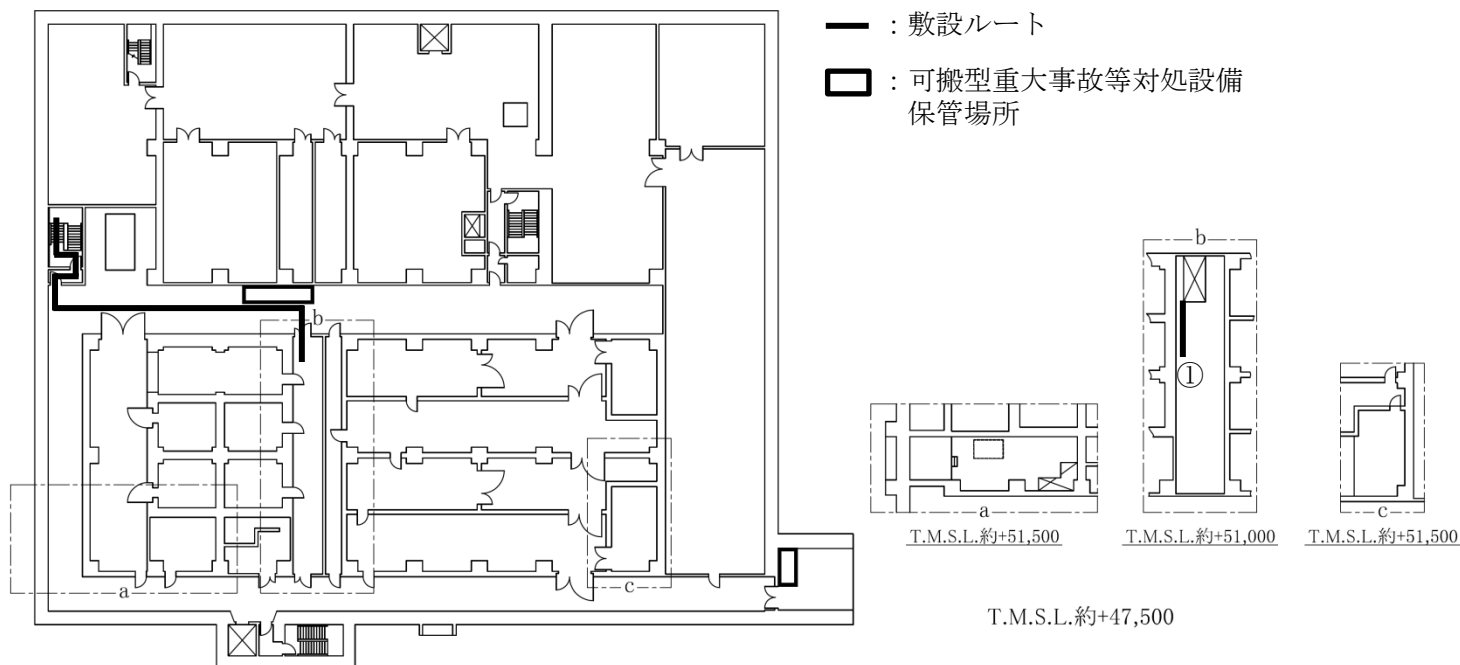 ：敷設ルート
：可搬型重大事故等対処設備
保管場所
b
a
c
b
①
a
c
T.M.S.L.約+51,500
T.M.S.L.約+51,000
T.M.S.L.約+51,500
T.M.S.L.約+47,500